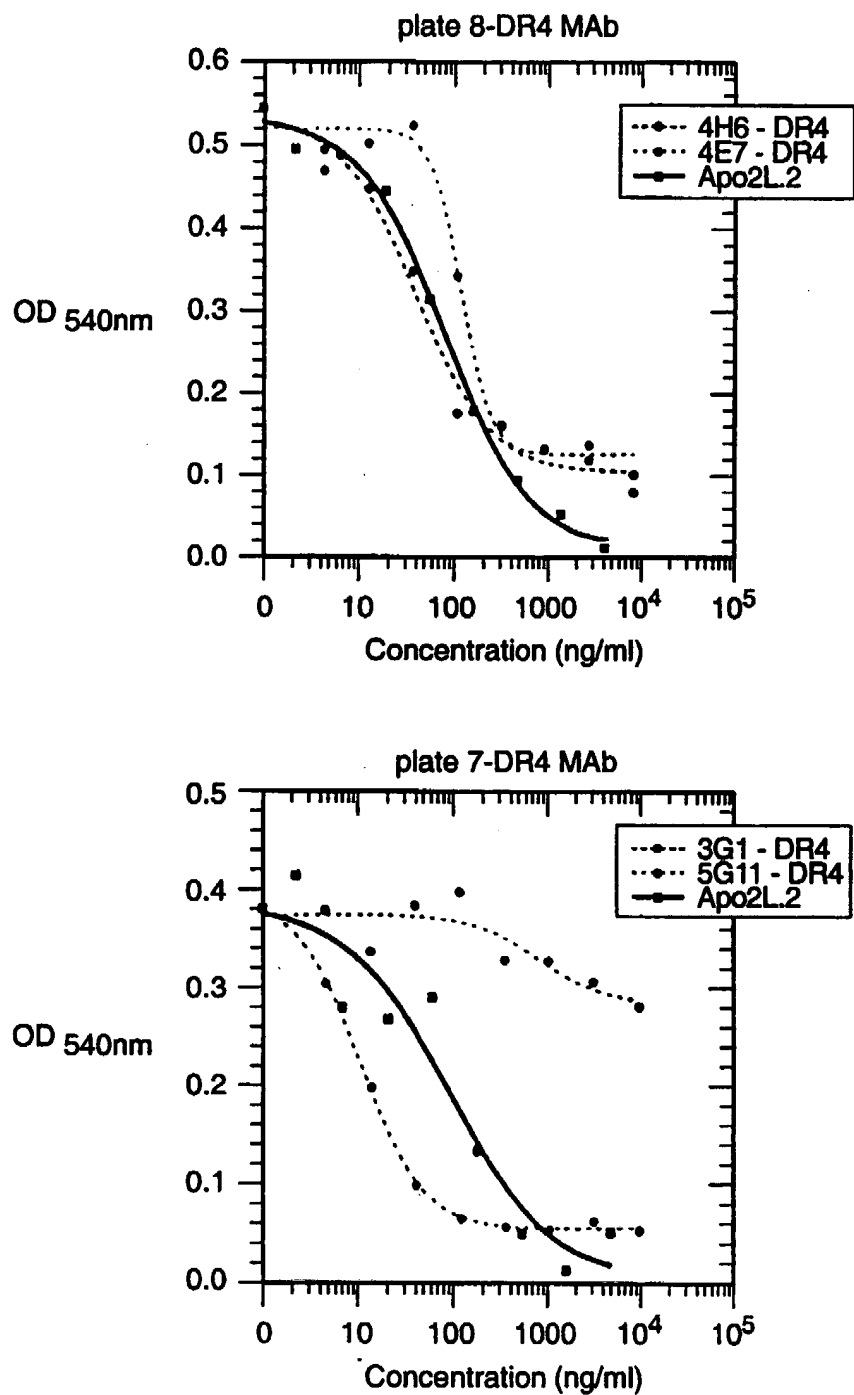 plate 8-DR4 MAb
0.6
0.5
0.4
0.3
0.2
0.1
0.0
OD 540nm
4H6 - DR4
4E7 - DR4
Apo2L.2
0 10 100 1000 10⁴ 10⁵
Concentration (ng/ml)
plate 7-DR4 MAb
0.5
0.4
0.3
0.2
0.1
0.0
OD 540nm
3G1 - DR4
5G11 - DR4
Apo2L.2
0 10 100 1000 10⁴ 10⁵
Concentration (ng/ml)